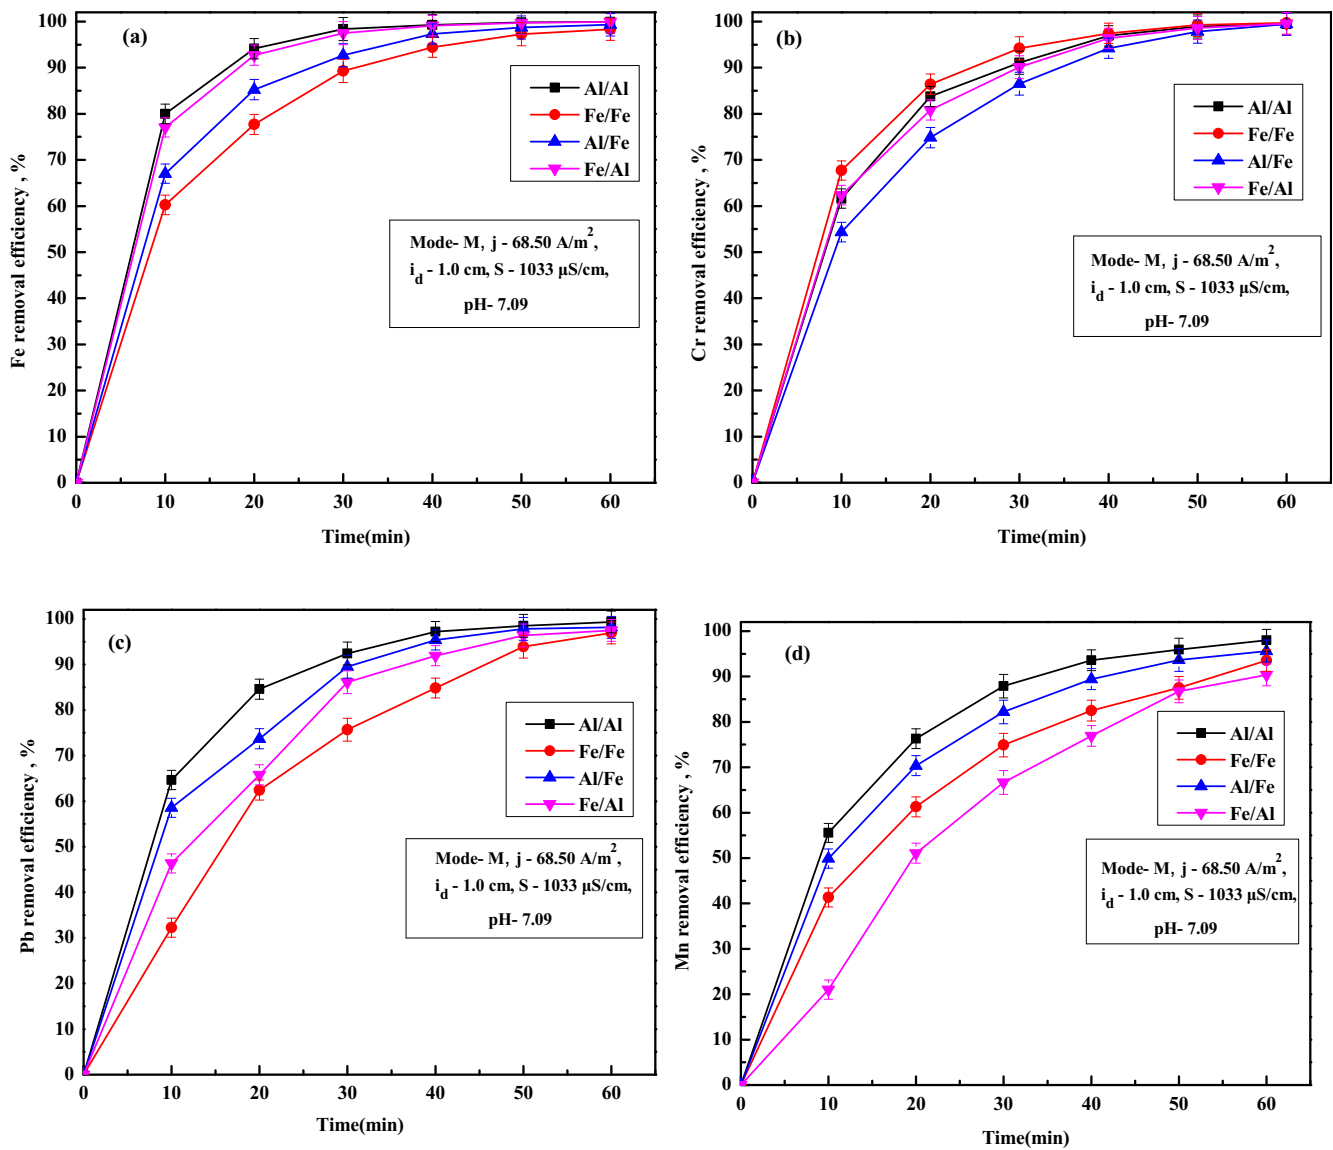 (a)
100
90
80
70
60
50
40
30
20
10
0
Fe removal efficiency , %
Al/Al
Fe/Fe
Al/Fe
Fe/Al
Mode- M, j - 68.50 A/m²,
i_d - 1.0 cm, S - 1033 µS/cm,
pH- 7.09
0 10 20 30 40 50 60
Time(min)
(b)
100
90
80
70
60
50
40
30
20
10
0
Cr removal efficiency, %
Al/Al
Fe/Fe
Al/Fe
Fe/Al
Mode- M, j - 68.50 A/m²,
i_d - 1.0 cm, S - 1033 µS/cm,
pH- 7.09
0 10 20 30 40 50 60
Time(min)
(c)
100
90
80
70
60
50
40
30
20
10
0
Pb removal efficiency , %
Al/Al
Fe/Fe
Al/Fe
Fe/Al
Mode- M, j - 68.50 A/m²,
i_d - 1.0 cm, S - 1033 µS/cm,
pH- 7.09
0 10 20 30 40 50 60
Time(min)
(d)
100
90
80
70
60
50
40
30
20
10
0
Mn removal efficiency , %
Al/Al
Fe/Fe
Al/Fe
Fe/Al
Mode- M, j - 68.50 A/m²,
i_d - 1.0 cm, S - 1033 µS/cm,
pH- 7.09
0 10 20 30 40 50 60
Time(min)